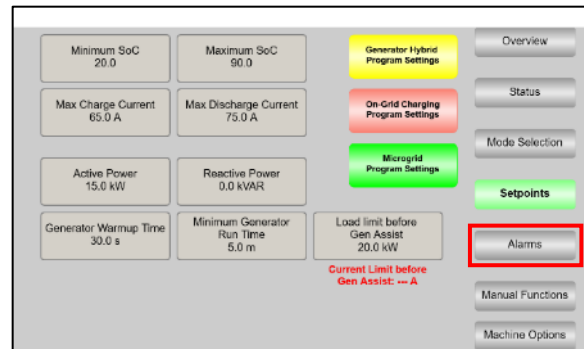 Minimum SoC
20.0
Maximum SoC
90.0
Generator Hybrid
Program Settings
Overview
Max Charge Current
65.0 A
Max Discharge Current
75.0 A
On-Grid Charging
Program Settings
Status
Mode Selection
Active Power
15.0 kW
Reactive Power
0.0 kVAR
Microgrid
Program Settings
Setpoints
Generator Warmup Time
30.0 s
Minimum Generator
Run Time
5.0 m
Load limit before
Gen Assist
20.0 kW
Alarms
Current Limit before
Gen Assist: --- A
Manual Functions
Machine Options